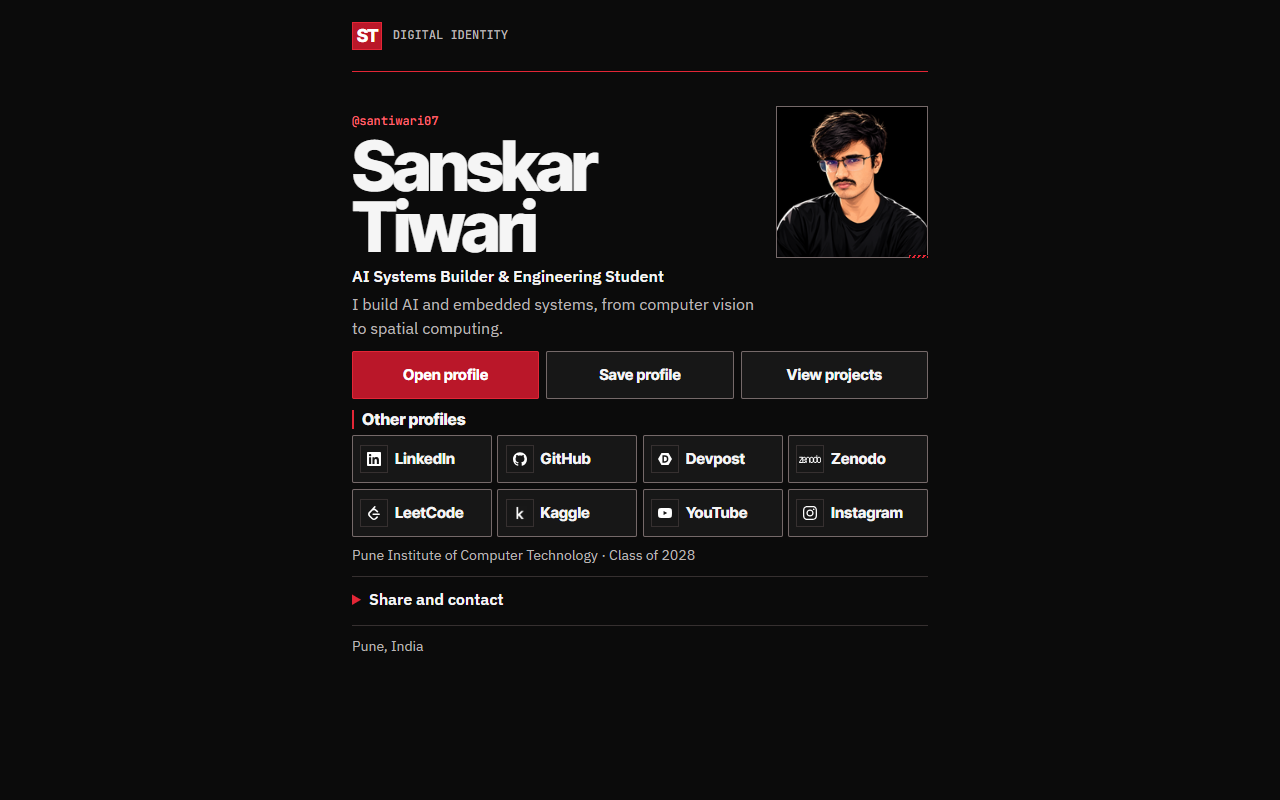 ST DIGITAL IDENTITY
@santiwari07
Sanskar
Tiwari
AI Systems Builder & Engineering Student
I build AI and embedded systems, from computer vision
to spatial computing.
Open profile Save profile View projects
Other profiles
LinkedIn GitHub Devpost zenodo Zenodo
LeetCode k Kaggle YouTube Instagram
Pune Institute of Computer Technology · Class of 2028
Share and contact
Pune, India